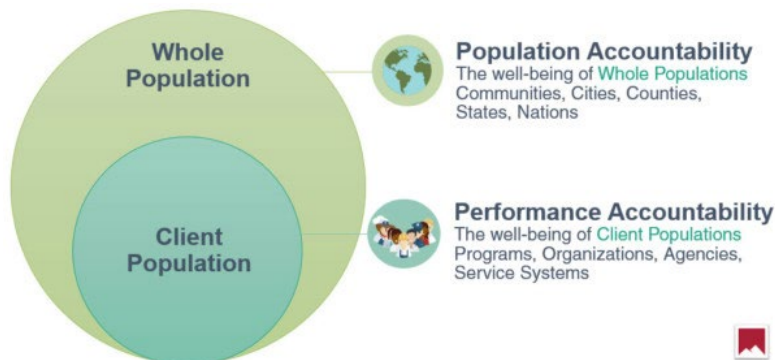 Whole
Population
Population Accountability
The well-being of Whole Populations
Communities, Cities, Counties,
States, Nations
Client
Population
Performance Accountability
The well-being of Client Populations
Programs, Organizations, Agencies,
Service Systems